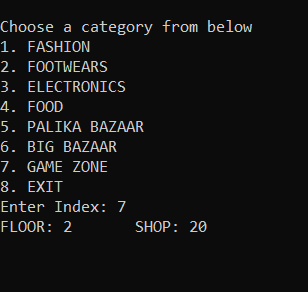 Choose a category from below
1. FASHION
2. FOOTWEARS
3. ELECTRONICS
4. FOOD
5. PALIKA BAZAAR
6. BIG BAZAAR
7. GAME ZONE
8. EXIT
Enter Index: 7
FLOOR: 2 SHOP: 20